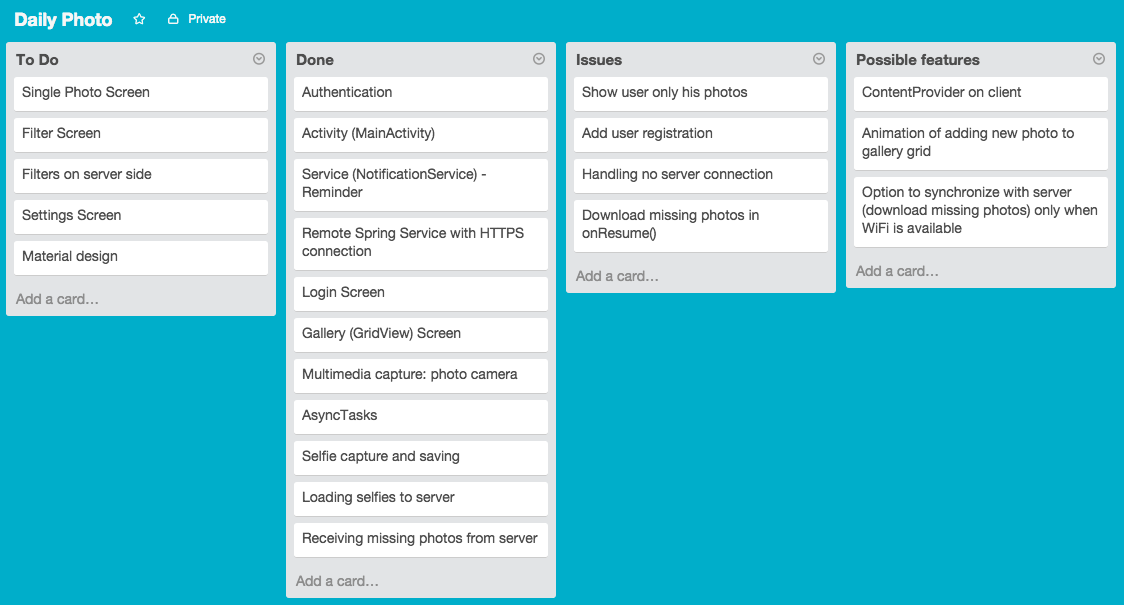 Daily Photo
Private
To Do
Single Photo Screen
Filter Screen
Filters on server side
Settings Screen
Material design
Add a card…
Done
Authentication
Activity (MainActivity)
Service (NotificationService) -
Reminder
Remote Spring Service with HTTPS
connection
Login Screen
Gallery (GridView) Screen
Multimedia capture: photo camera
AsyncTasks
Selfie capture and saving
Loading selfies to server
Receiving missing photos from server
Add a card…
Issues
Show user only his photos
Add user registration
Handling no server connection
Download missing photos in
onResume()
Add a card…
Possible features
ContentProvider on client
Animation of adding new photo to
gallery grid
Option to synchronize with server
(download missing photos) only when
WiFi is available
Add a card…